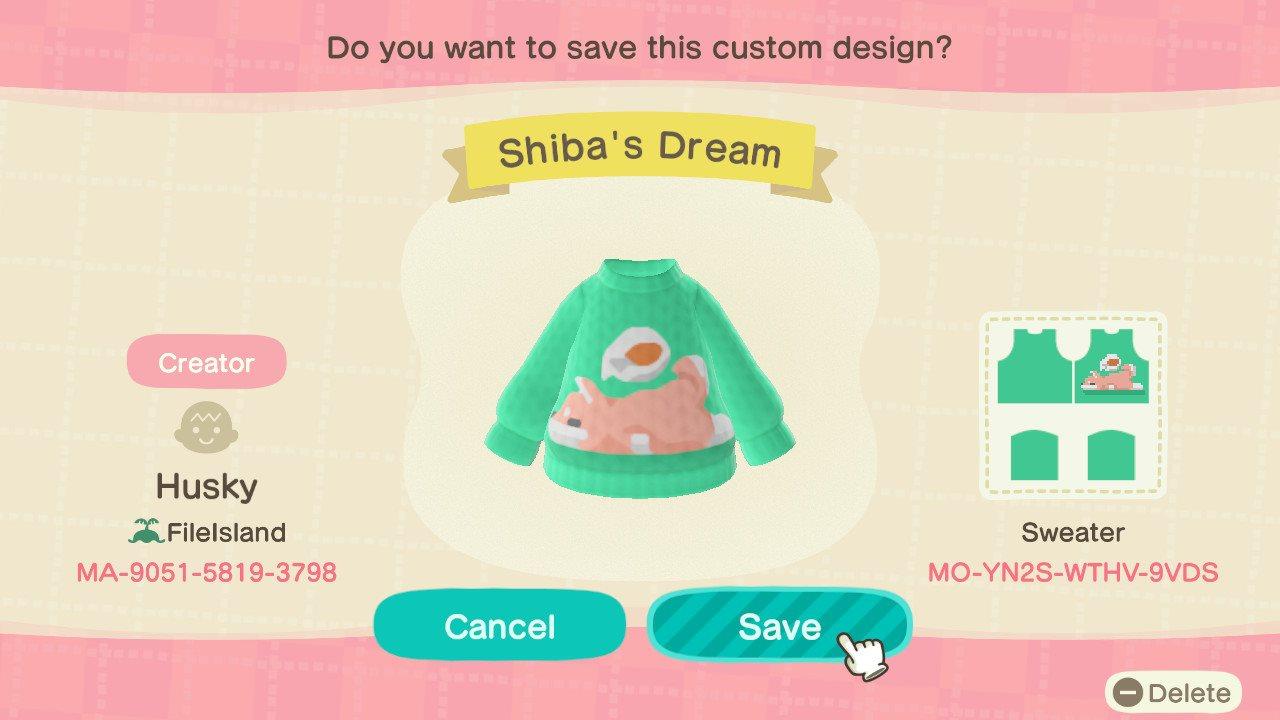 Do you want to save this custom design?
Shiba's Dream
Creator
Husky
FileIsland
MA-9051-5819-3798
Sweater
MO-YN2S-WTHV-9VDS
Cancel
Save
Delete